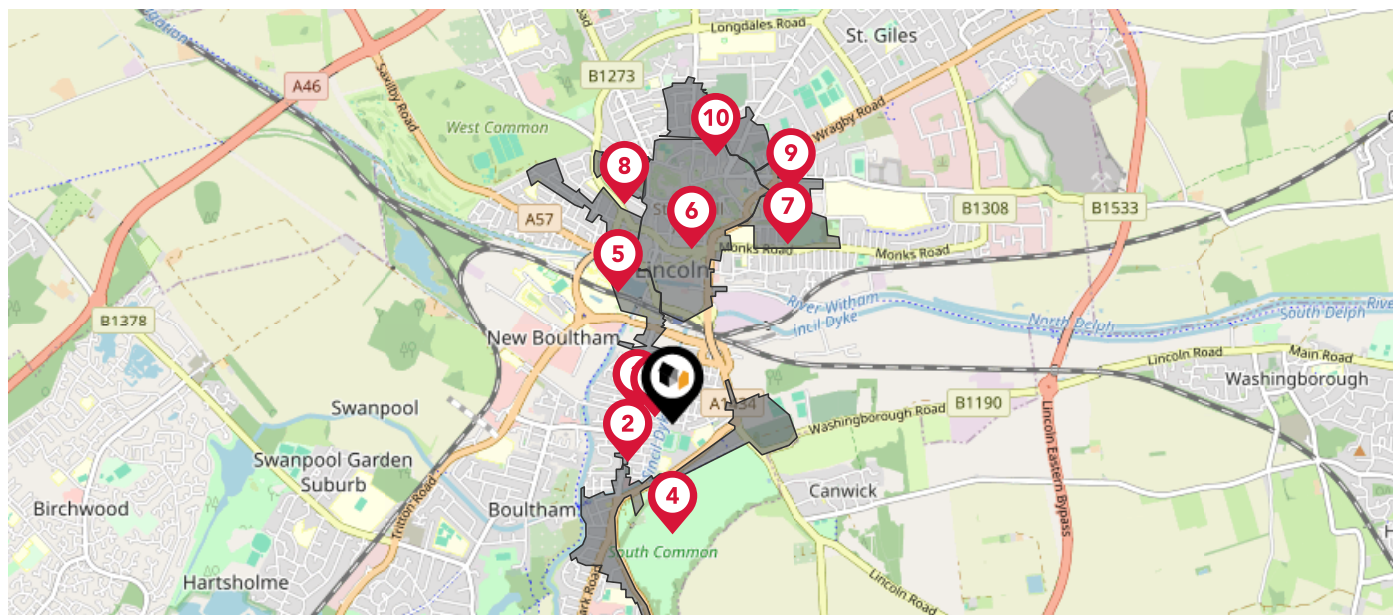 Longdales Road
St. Giles
B1273
A46
Saxilby Road
West Common
10
Wragby Road
9
8
6
7
A57
B1308
B1533
5
Monks Road
Monks Road
Lincoln
River Witham
Sincil Dyke
North Delph
South Delph
B1378
New Boultham
Lincoln Road
Main Road
Washingborough
Swanpool
B1190
Washingborough Road
2
Swanpool Garden
Suburb
Tritton Road
Lincoln Eastern Bypass
4
Canwick
Birchwood
Boultham
South Common
Hartsholme
Lincoln Road